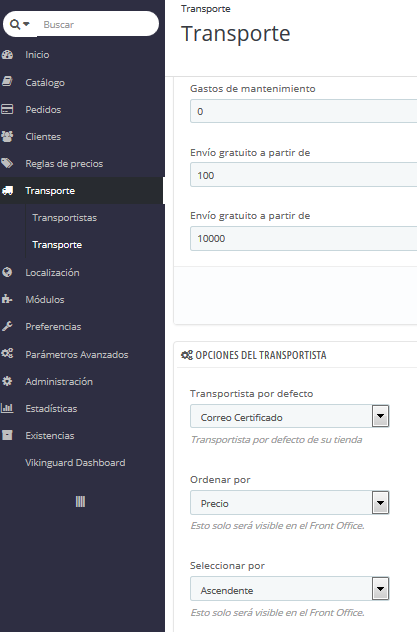 Buscar
Inicio
Catálogo
Pedidos
Clientes
Reglas de precios
Transporte
Transportistas
Transporte
Localización
Módulos
Preferencias
Parámetros Avanzados
Administración
Estadísticas
Existencias
Vikinguard Dashboard
Transporte
Transporte
Gastos de mantenimiento
0
Envío gratuito a partir de
100
Envío gratuito a partir de
10000
OPCIONES DEL TRANSPORTISTA
Transportista por defecto
Correo Certificado
Transportista por defecto de su tienda
Ordenar por
Precio
Esto solo será visible en el Front Office.
Seleccionar por
Ascendente
Esto solo será visible en el Front Office.